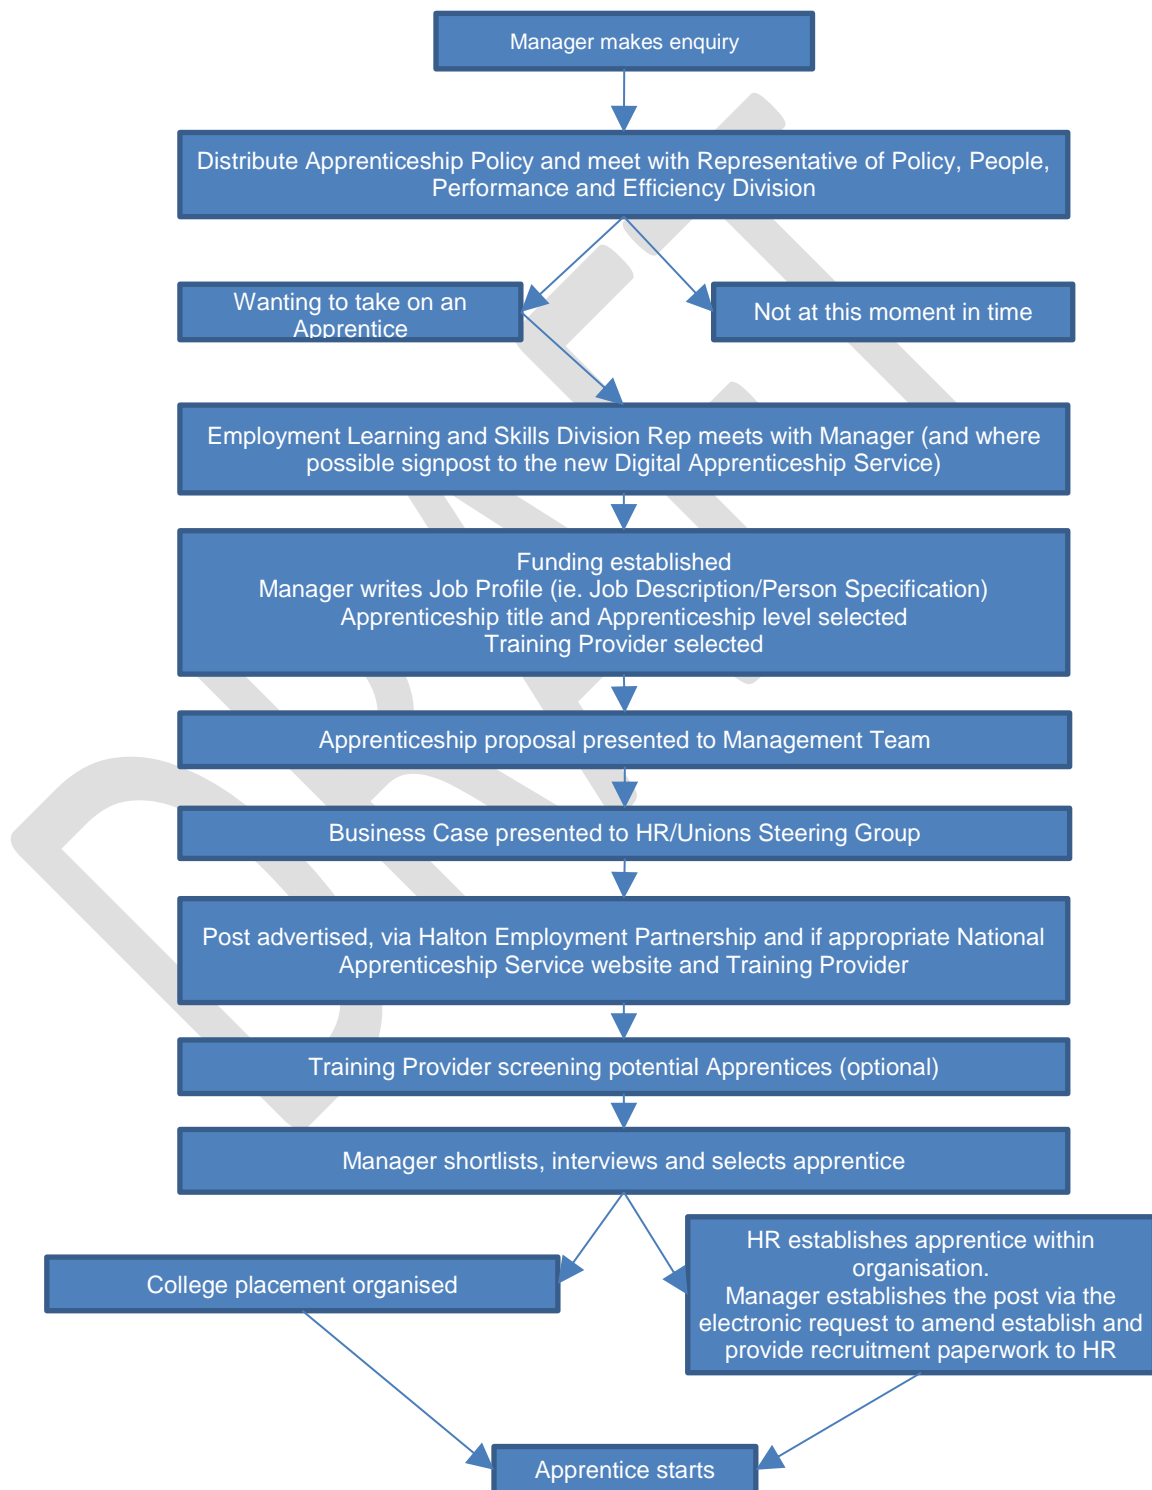 Manager makes enquiry
Distribute Apprenticeship Policy and meet with Representative of Policy, People,
Performance and Efficiency Division
Wanting to take on an
Apprentice
Not at this moment in time
Employment Learning and Skills Division Rep meets with Manager (and where
possible signpost to the new Digital Apprenticeship Service)
Funding established
Manager writes Job Profile (ie. Job Description/Person Specification)
Apprenticeship title and Apprenticeship level selected
Training Provider selected
Apprenticeship proposal presented to Management Team
Business Case presented to HR/Unions Steering Group
Post advertised, via Halton Employment Partnership and if appropriate National
Apprenticeship Service website and Training Provider
Training Provider screening potential Apprentices (optional)
Manager shortlists, interviews and selects apprentice
College placement organised
HR establishes apprentice within
organisation.
Manager establishes the post via the
electronic request to amend establish and
provide recruitment paperwork to HR
Apprentice starts
DRAFT